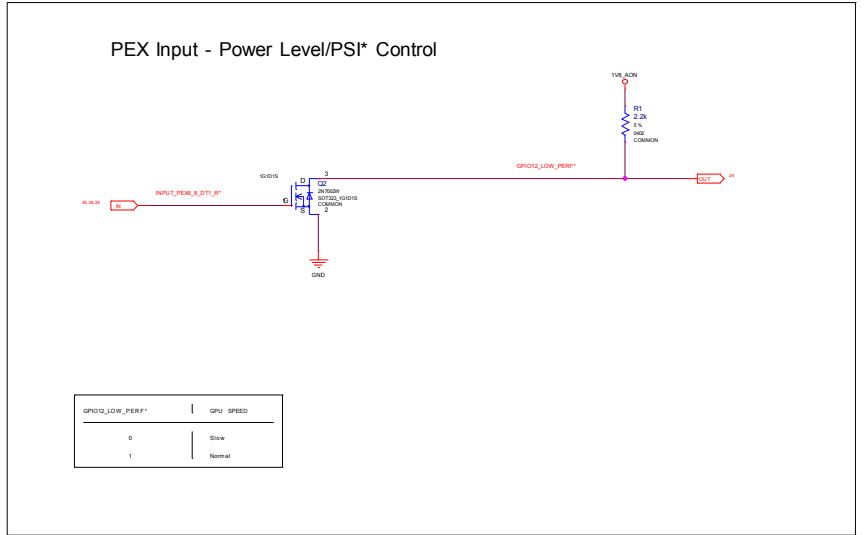 PEX Input - Power Level/PSI* Control
1V8_AON
R1
2.2k
5%
0402
COMMON
GPIO12_LOW_PERF*
OUT
1G1D1S
3
D
Q2
2N7002W
SOT323_1G1D1S
COMMON
G
S
2
INPUT_PEX6_8_DT1_R*
IN
GND
GPIO12_LOW_PERF* GPU SPEED
0 Slow
1 Normal